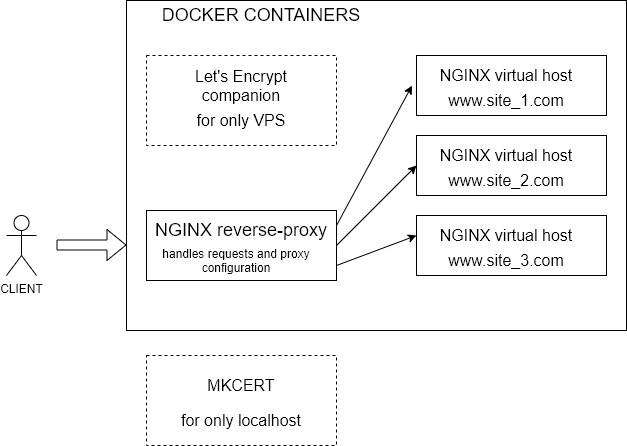 DOCKER CONTAINERS
Let's Encrypt
companion
for only VPS
NGINX virtual host
www.site_1.com
NGINX virtual host
www.site_2.com
NGINX reverse-proxy
handles requests and proxy
configuration
NGINX virtual host
www.site_3.com
CLIENT
MKCERT
for only localhost